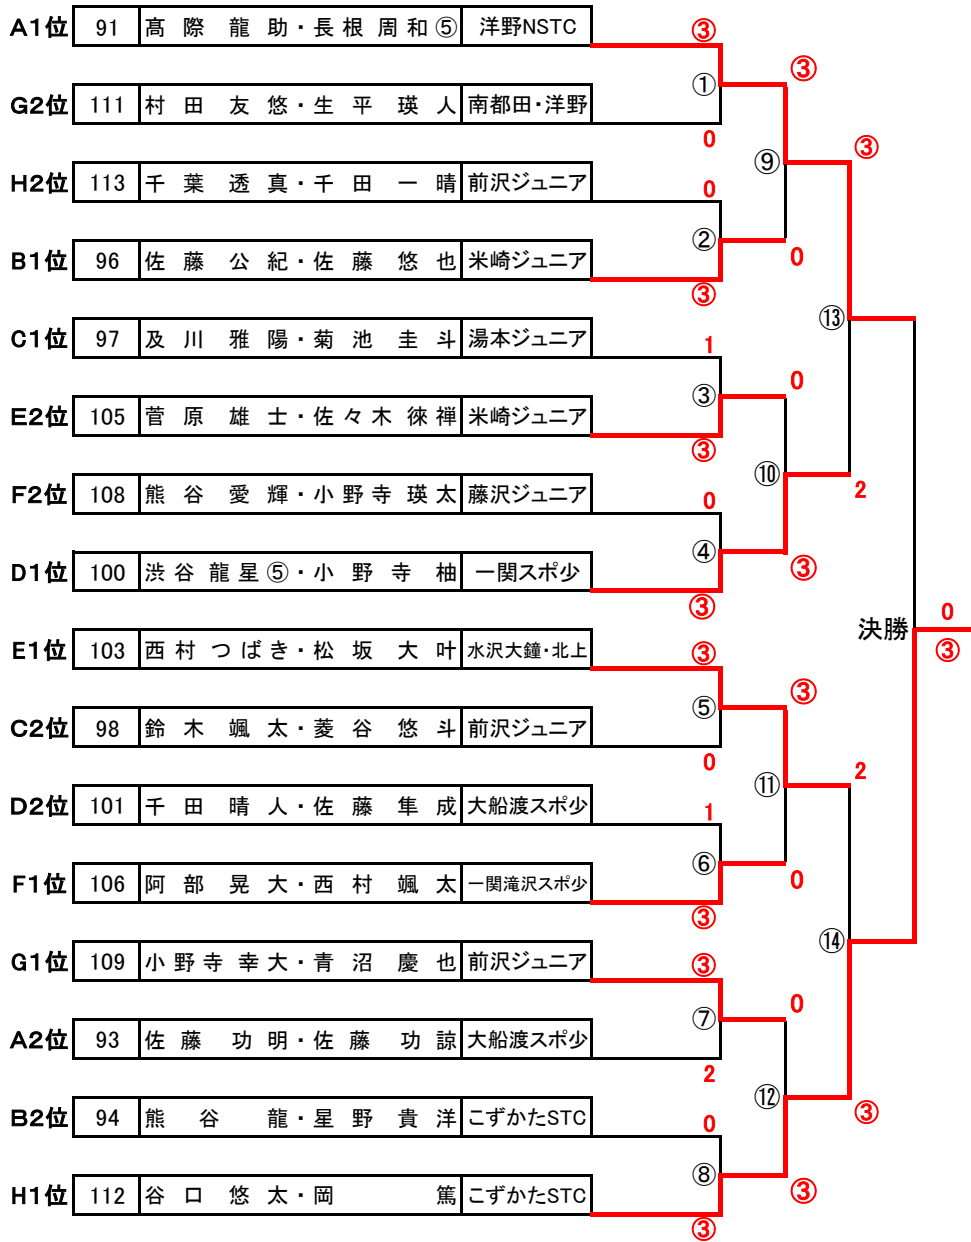 A1位 91 髙際 龍助・長根 周和⑤ 洋野NSTC
③
③
①
G2位 111 村田 友悠・生平 瑛人 南都田・洋野
0
⑨
③
H2位 113 千葉 透真・千田 一晴 前沢ジュニア
0
②
B1位 96 佐藤 公紀・佐藤 悠也 米崎ジュニア
0
③
⑬
C1位 97 及川 雅陽・菊池 圭斗 湯本ジュニア
1
0
③
E2位 105 菅原 雄士・佐々木 徠禅 米崎ジュニア
③
⑩
2
F2位 108 熊谷 愛輝・小野寺 瑛太 藤沢ジュニア
0
④
D1位 100 渋谷 龍星⑤・小野寺 柚 一関スポ少
③
③
0
決勝
③
E1位 103 西村 つばき・松坂 大叶 水沢大鐘・北上
③
③
⑤
C2位 98 鈴木 颯太・菱谷 悠斗 前沢ジュニア
0
2
⑪
D2位 101 千田 晴人・佐藤 隼成 大船渡スポ少
1
⑥
F1位 106 阿部 晃大・西村 颯太 一関滝沢スポ少
0
③
⑭
G1位 109 小野寺 幸大・青沼 慶也 前沢ジュニア
③
0
⑦
A2位 93 佐藤 功明・佐藤 功諒 大船渡スポ少
2
⑫
③
B2位 94 熊谷 龍・星野 貴洋 こずかたSTC
0
⑧
H1位 112 谷口 悠太・岡 篤 こずかたSTC
③
③